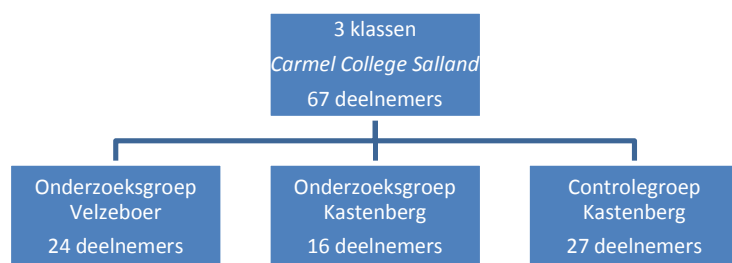 3 klassen
Carmel College Salland
67 deelnemers
Onderzoeksgroep
Velzeboer
24 deelnemers
Onderzoeksgroep
Kastenberg
16 deelnemers
Controlegroep
Kastenberg
27 deelnemers